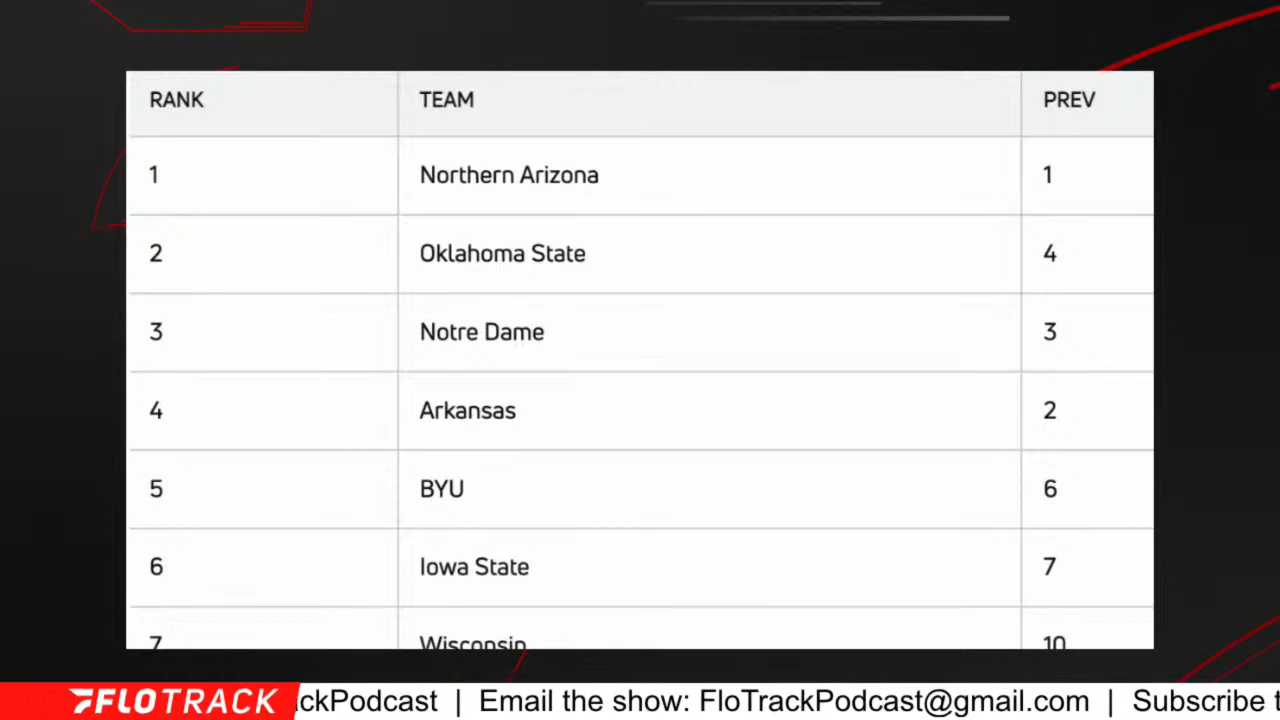 RANK TEAM PREV
1 Northern Arizona 1
2 Oklahoma State 4
3 Notre Dame 3
4 Arkansas 2
5 BYU 6
6 Iowa State 7
7 Wisconsin 10
FLOTRACK ckPodcast | Email the show: FloTrackPodcast@gmail.com | Subscribe t